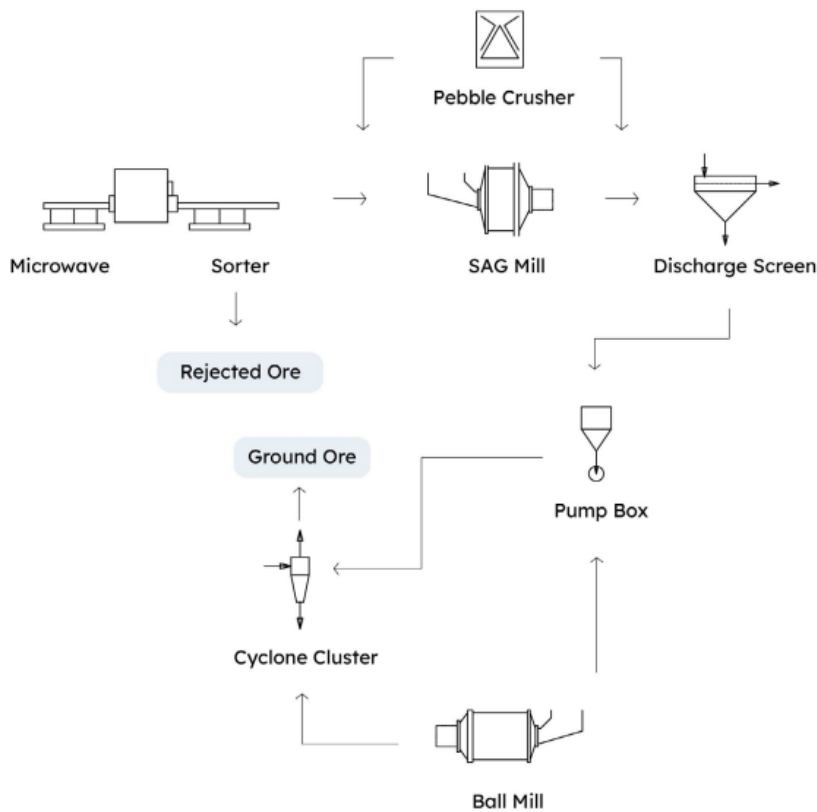 Pebble Crusher
Microwave
Sorter
SAG Mill
Discharge Screen
Rejected Ore
Ground Ore
Pump Box
Cyclone Cluster
Ball Mill